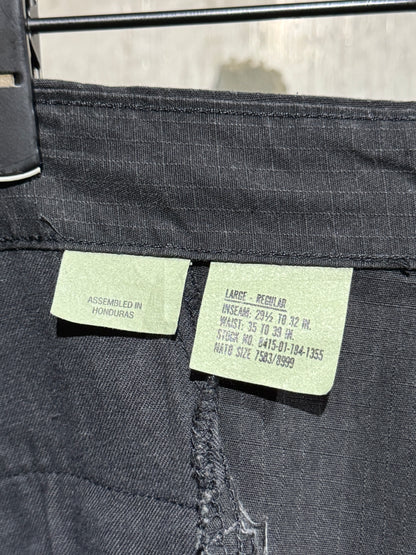 ASSEMBLED IN
HONDURAS
LARGE - REGULAR
INSEAM: 29½ TO 32 IN.
WAIST: 35 TO 39 IN.
STOCK NO. 8415-01-184-1355
NATO SIZE 7583/8999